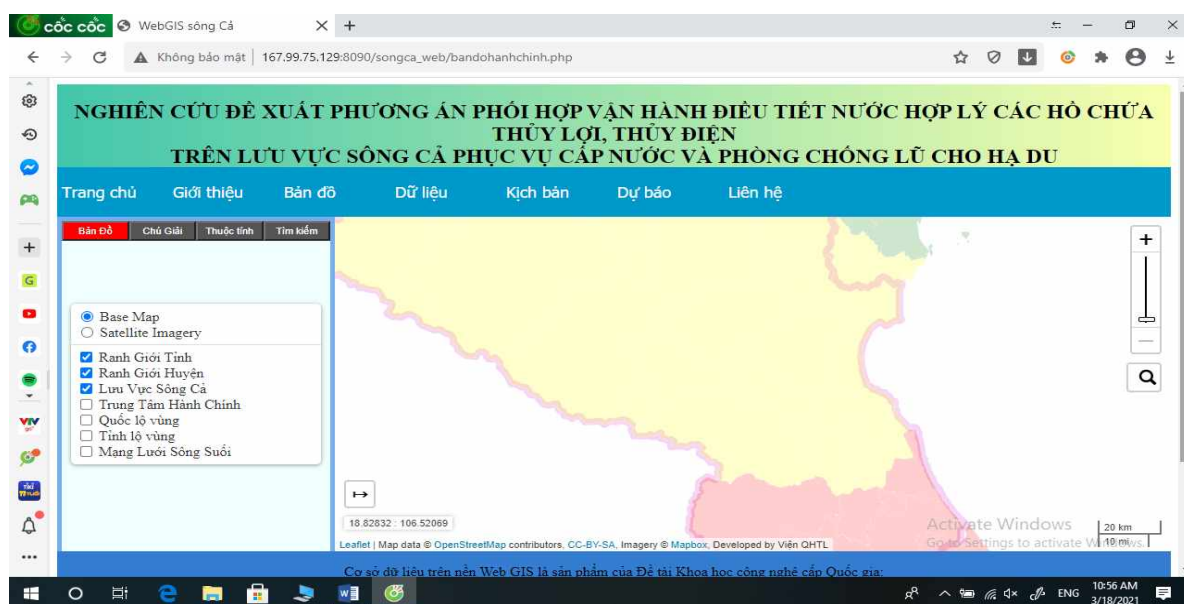 cốc cốc WebGIS sông Cả
Không bảo mật 167.99.75.129:8090/songca_web/bandohanhchinh.php
NGHIÊN CỨU ĐỀ XUẤT PHƯƠNG ÁN PHỐI HỢP VẬN HÀNH ĐIỀU TIẾT NƯỚC HỢP LÝ CÁC HỒ CHỨA
THỦY LỢI, THỦY ĐIỆN
TRÊN LƯU VỰC SÔNG CẢ PHỤC VỤ CẤP NƯỚC VÀ PHÒNG CHỐNG LŨ CHO HẠ DU
Trang chủ Giới thiệu Bản đồ Dữ liệu Kịch bản Dự báo Liên hệ
Bản Đồ Chú Giải Thuộc tính Tìm kiếm
Base Map
Satellite Imagery
Ranh Giới Tỉnh
Ranh Giới Huyện
Lưu Vực Sông Cả
Trung Tâm Hành Chính
Quốc lộ vùng
Tỉnh lộ vùng
Mạng Lưới Sông Suối
18.82832 : 106.52069
Leaflet | Map data © OpenStreetMap contributors, CC-BY-SA, Imagery © Mapbox, Developed by Viện QHTL
20 km
10 mi
Activate Windows
Go to Settings to activate Windows.
Cơ sở dữ liệu trên nền Web GIS là sản phẩm của Đề tài Khoa học công nghệ cấp Quốc gia:
ENG
10:56 AM
3/18/2021